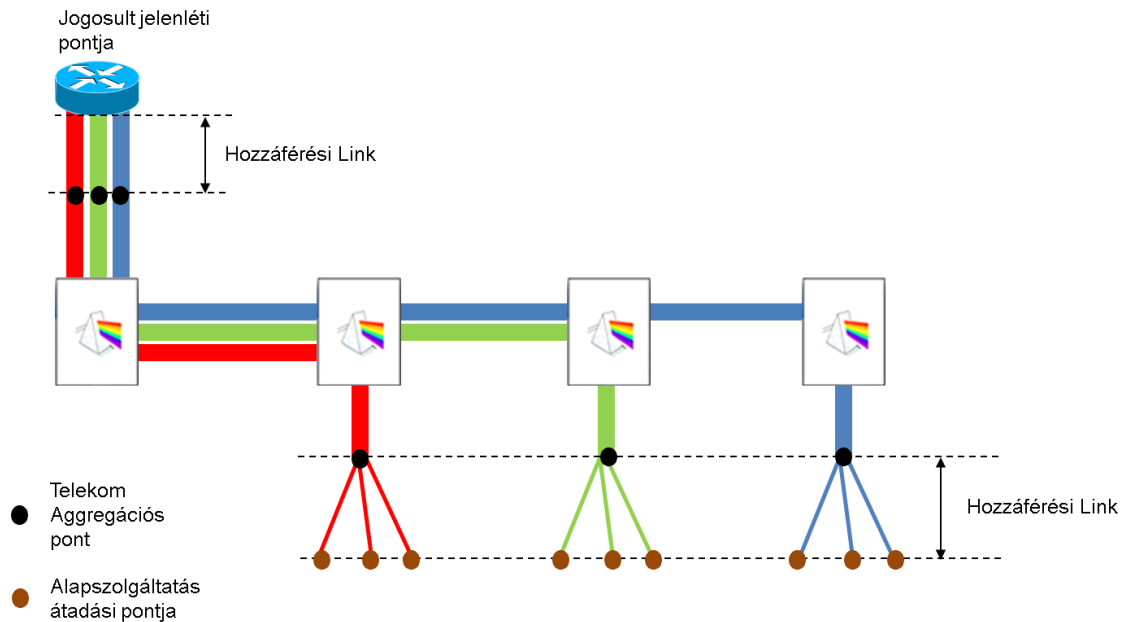 Jogosult jelenléti
pontja
Hozzáférési Link
Telekom
Aggregációs
pont
Hozzáférési Link
Alapszolgáltatás
átadási pontja